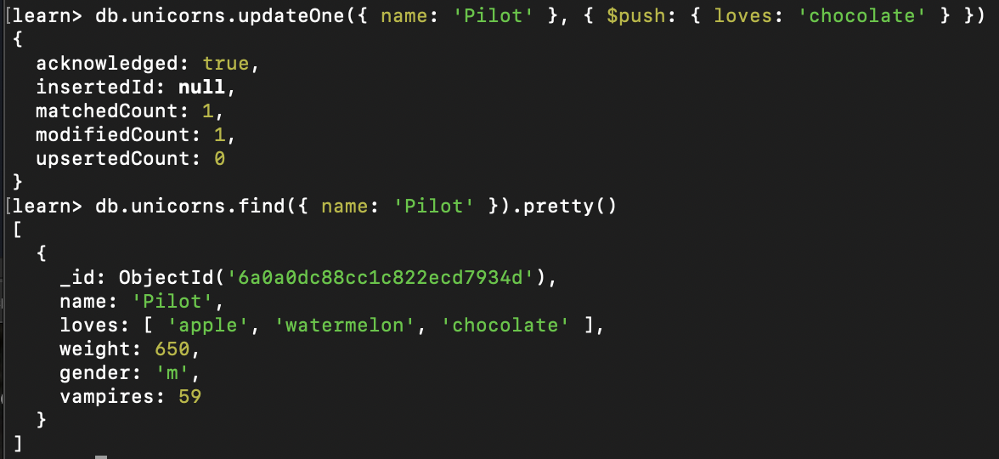 [learn> db.unicorns.updateOne({ name: 'Pilot' }, { $push: { loves: 'chocolate' } })
{
  acknowledged: true,
  insertedId: null,
  matchedCount: 1,
  modifiedCount: 1,
  upsertedCount: 0
}
[learn> db.unicorns.find({ name: 'Pilot' }).pretty()
[
  {
    _id: ObjectId('6a0a0dc88cc1c822ecd7934d'),
    name: 'Pilot',
    loves: [ 'apple', 'watermelon', 'chocolate' ],
    weight: 650,
    gender: 'm',
    vampires: 59
  }
]